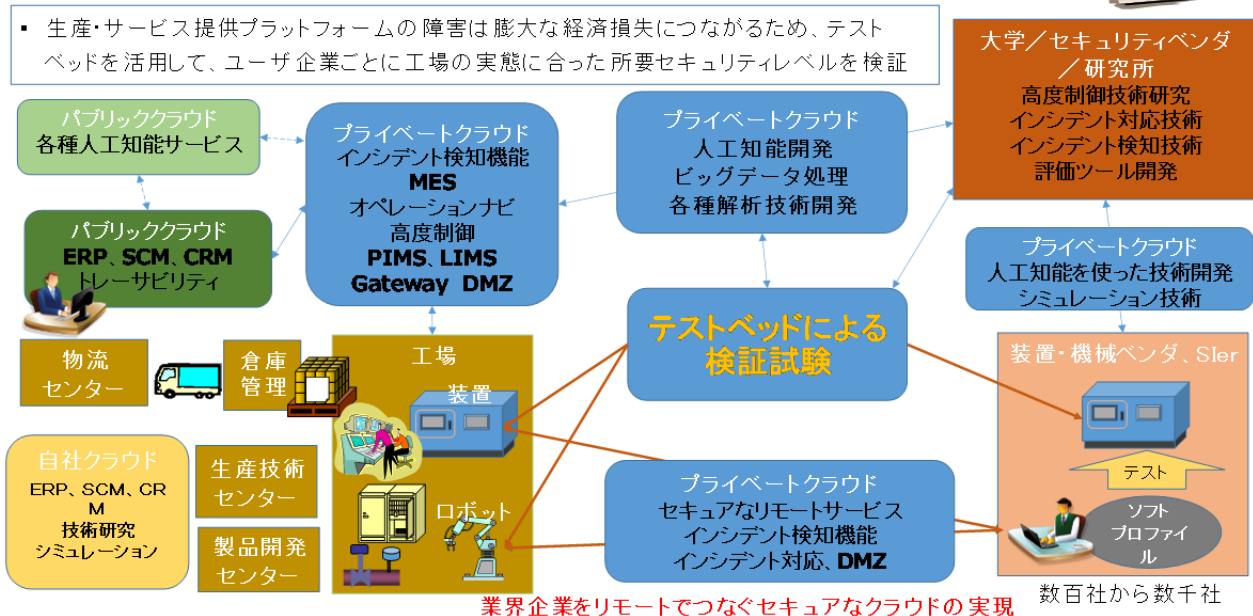 ▪ 生産・サービス提供プラットフォームの障害は膨大な経済損失につながるため、テスト
ベッドを活用して、ユーザ企業ごとに工場の実態に合った所要セキュリティレベルを検証
大学／セキュリティベンダ
／研究所
高度制御技術研究
インシデント対応技術
インシデント検知技術
評価ツール開発
パブリッククラウド
各種人工知能サービス
プライベートクラウド
インシデント検知機能
MES
オペレーションナビ
高度制御
PIMS、LIMS
Gateway DMZ
プライベートクラウド
人工知能開発
ビッグデータ処理
各種解析技術開発
パブリッククラウド
ERP、SCM、CRM
トレーサビリティ
プライベートクラウド
人工知能を使った技術開発
シミュレーション技術
テストベッドによる
検証試験
物流
センター
倉庫
管理
工場
装置
ロボット
装置・機械ベンダ、SIer
テスト
ソフト
プロファイ
ル
自社クラウド
ERP、SCM、CR
M
技術研究
シミュレーション
生産技術
センター
製品開発
センター
プライベートクラウド
セキュアなリモートサービス
インシデント検知機能
インシデント対応、DMZ
業界企業をリモートでつなぐセキュアなクラウドの実現
数百社から数千社